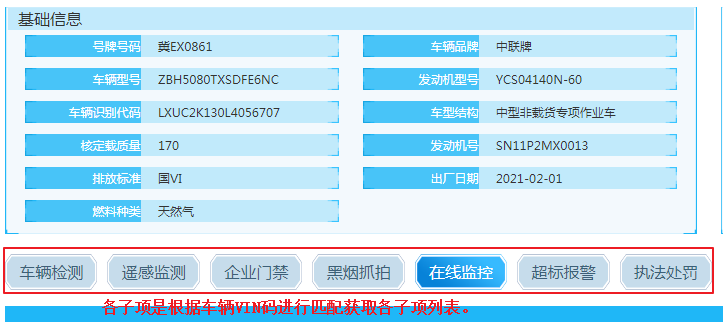 基础信息
号牌号码 冀EX0861 车辆品牌 中联牌
车辆型号 ZBH5080TXSDFE6NC 发动机型号 YCS04140N-60
车辆识别代码 LXUC2K130L4056707 车型结构 中型非载货专项作业车
核定载质量 170 发动机号 SN11P2MX0013
排放标准 国VI 出厂日期 2021-02-01
燃料种类 天然气
车辆检测 遥感监测 企业门禁 黑烟抓拍 在线监控 超标报警 执法处罚
各子项是根据车辆VIN码进行匹配获取各子项列表。